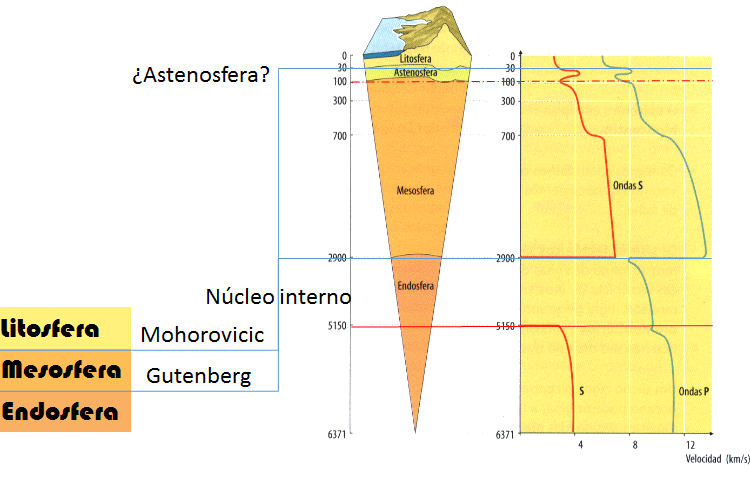 ¿Astenosfera?
Núcleo interno
Litosfera
Mohorovicic
Mesosfera
Gutenberg
Endosfera
0
30
100
300
700
2900
5150
6371
Litosfera
Astenosfera
Mesosfera
Endosfera
0
30
100
300
700
2900
5150
6371
Ondas S
S
Ondas P
4
8
12
Velocidad (km/s)